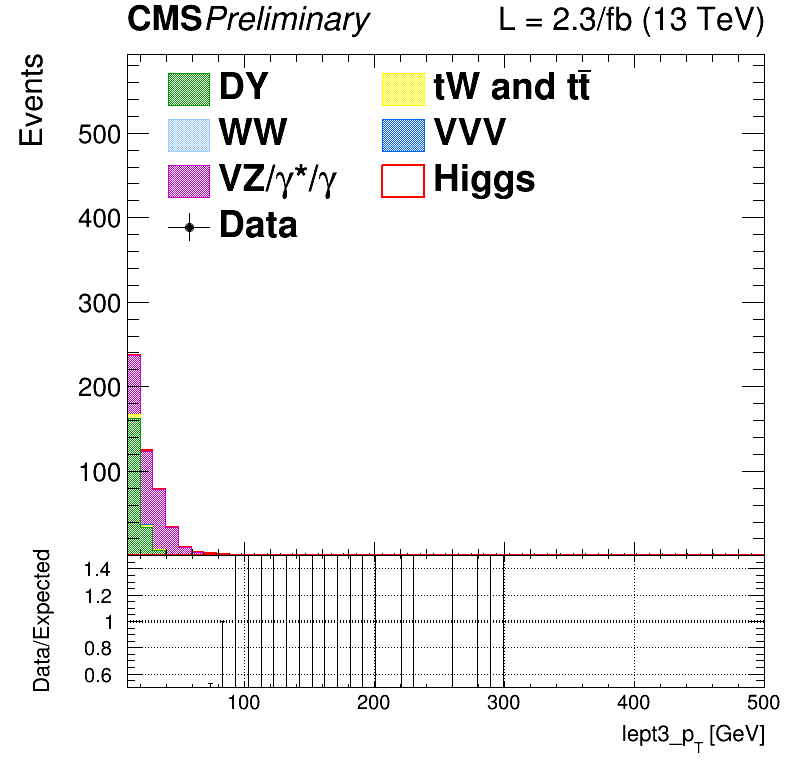 CMS Preliminary L = 2.3/fb (13 TeV)
Events
DY tW and tt̄
WW VVV
VZ/γ*/γ Higgs
Data
500
400
300
200
100
Data/Expected
1.4
1.2
1
0.8
0.6
100 200 300 400 500
lept3_p_T [GeV]